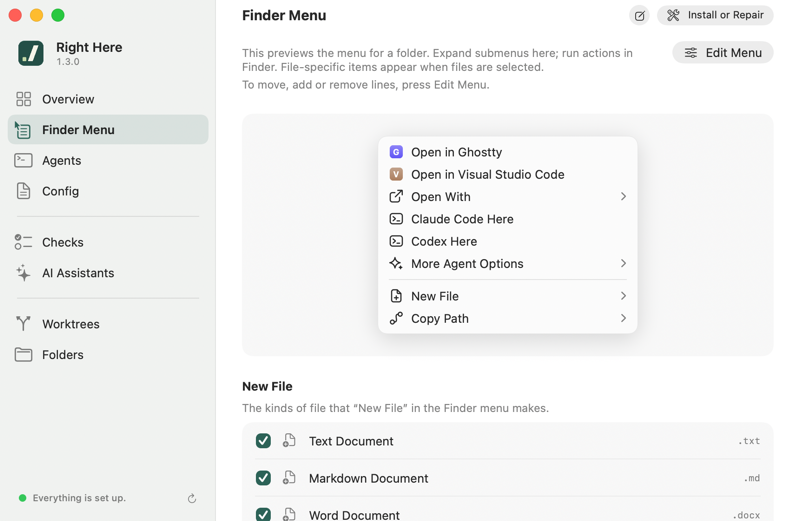 Right Here
1.3.0
Overview
Finder Menu
Agents
Config
Checks
AI Assistants
Worktrees
Folders
Everything is set up.
Finder Menu
Install or Repair
This previews the menu for a folder. Expand submenus here; run actions in
Finder. File-specific items appear when files are selected.
To move, add or remove lines, press Edit Menu.
Edit Menu
G Open in Ghostty
V Open in Visual Studio Code
Open With
Claude Code Here
Codex Here
More Agent Options
New File
Copy Path
New File
The kinds of file that “New File” in the Finder menu makes.
Text Document .txt
Markdown Document .md
Word Document .docx